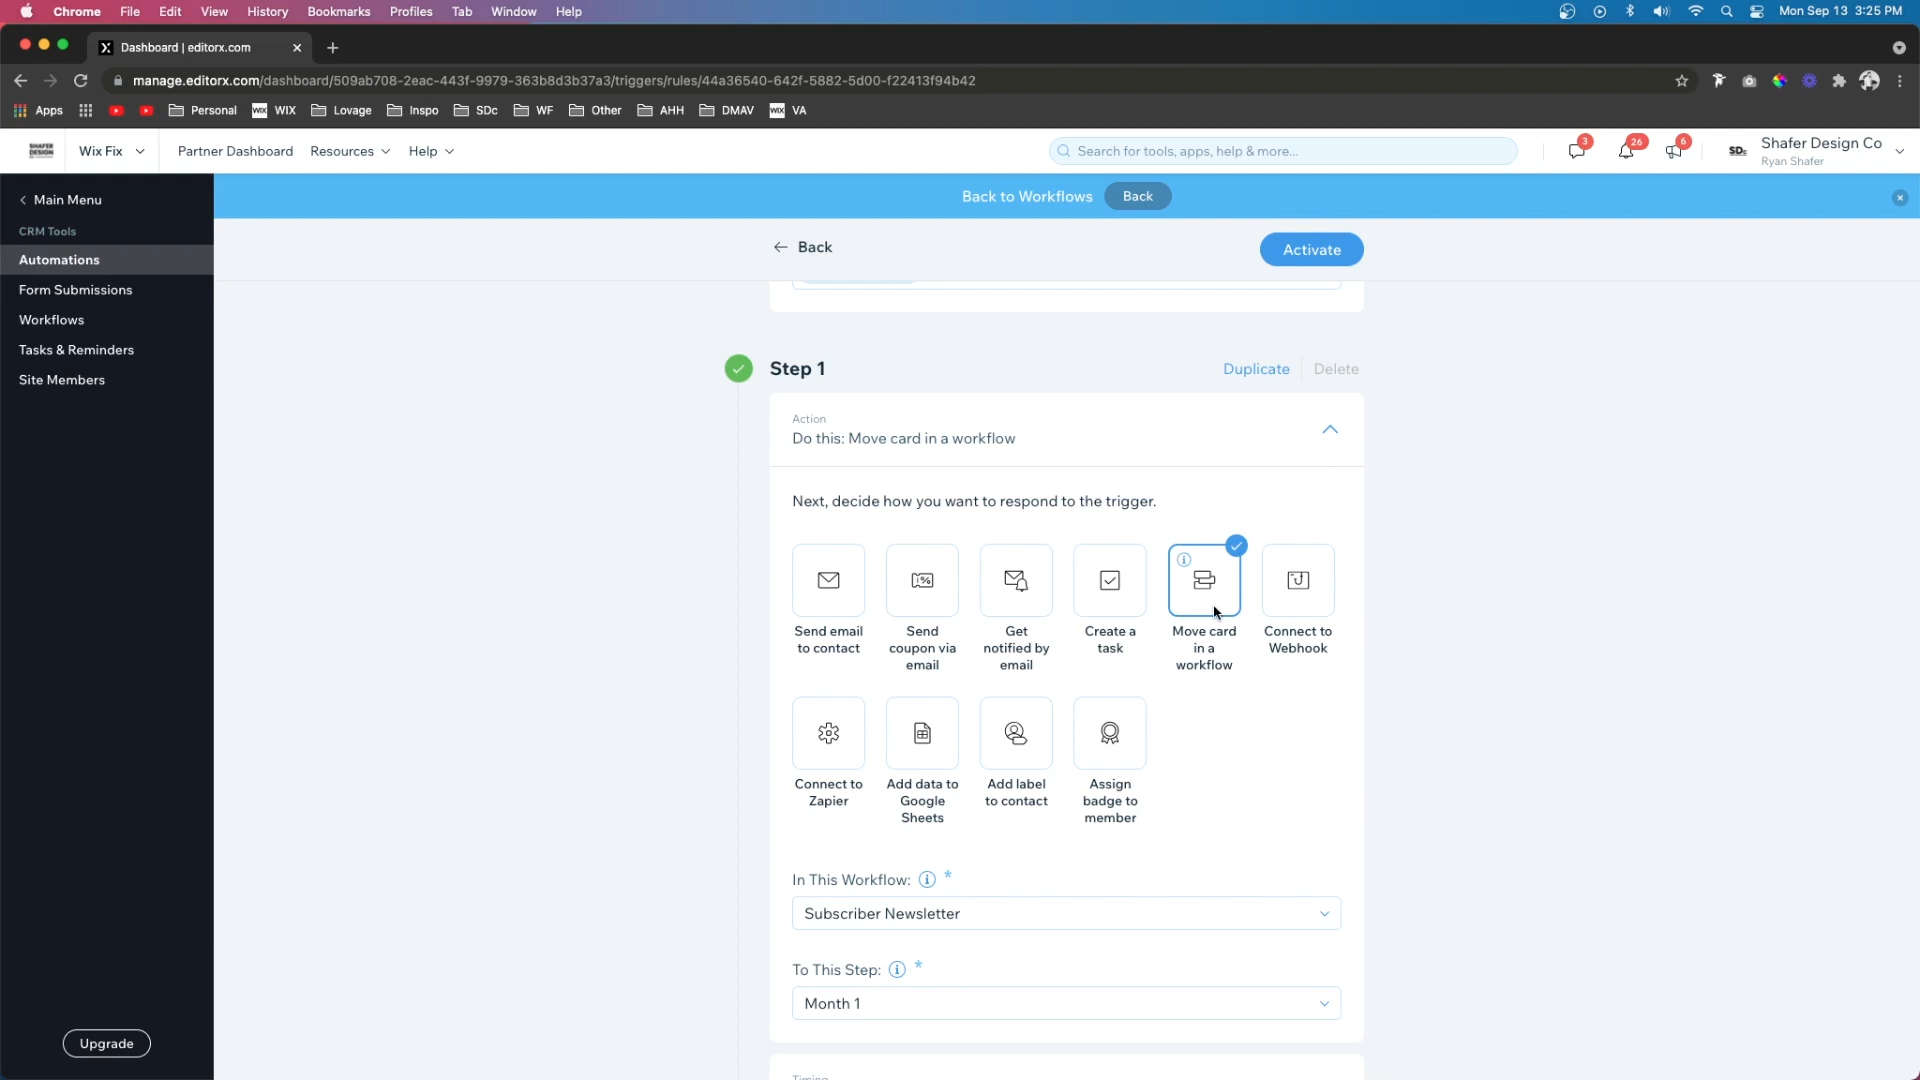 Chrome File Edit View History Bookmarks Profiles Tab Window Help Mon Sep 13 3:25 PM
Dashboard | editorx.com
manage.editorx.com/dashboard/509ab708-2eac-443f-9979-363b8d3b37a3/triggers/rules/44a36540-642f-5882-5d00-f22413f94b42
Apps Personal WIX WIX Lovage Inspo SDc WF Other AHH DMAV WIX VA
SHAFER DESIGN Wix Fix Partner Dashboard Resources Help Search for tools, apps, help & more... 3 26 6 SDc Shafer Design Co
Ryan Shafer
Main Menu
CRM Tools
Automations
Form Submissions
Workflows
Tasks & Reminders
Site Members
Upgrade
Back to Workflows Back
Back Activate
Step 1 Duplicate Delete
Action
Do this: Move card in a workflow
Next, decide how you want to respond to the trigger.
Send email
to contact
Send
coupon via
email
Get
notified by
email
Create a
task
Move card
in a
workflow
Connect to
Webhook
Connect to
Zapier
Add data to
Google
Sheets
Add label
to contact
Assign
badge to
member
In This Workflow: *
Subscriber Newsletter
To This Step: *
Month 1
Timing